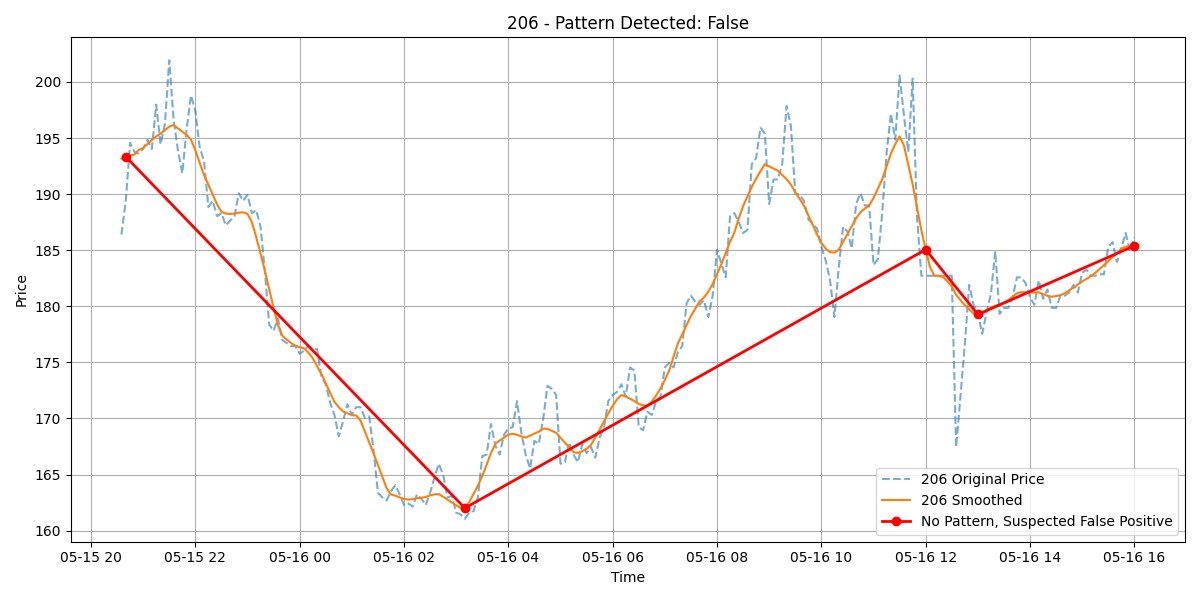 206 - Pattern Detected: False
Price
200
195
190
185
180
175
170
165
160
206 Original Price
206 Smoothed
No Pattern, Suspected False Positive
05-15 20 05-15 22 05-16 00 05-16 02 05-16 04 05-16 06 05-16 08 05-16 10 05-16 12 05-16 14 05-16 16
Time